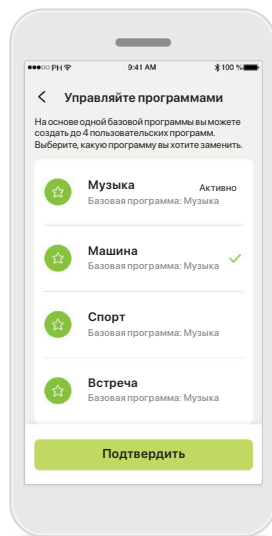 PH 9:41 AM 100 %
Управляйте программами
На основе одной базовой программы вы можете
создать до 4 пользовательских программ.
Выберите, какую программу вы хотите заменить.
Музыка Активно
Базовая программа: Музыка
Машина
Базовая программа: Музыка
Спорт
Базовая программа: Музыка
Встреча
Базовая программа: Музыка
Подтвердить